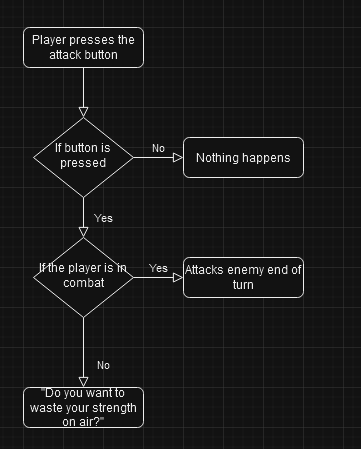 Player presses the
attack button
If button is
pressed
No
Nothing happens
Yes
If the player is in
combat
Yes
Attacks enemy end of
turn
No
"Do you want to
waste your strength
on air?"